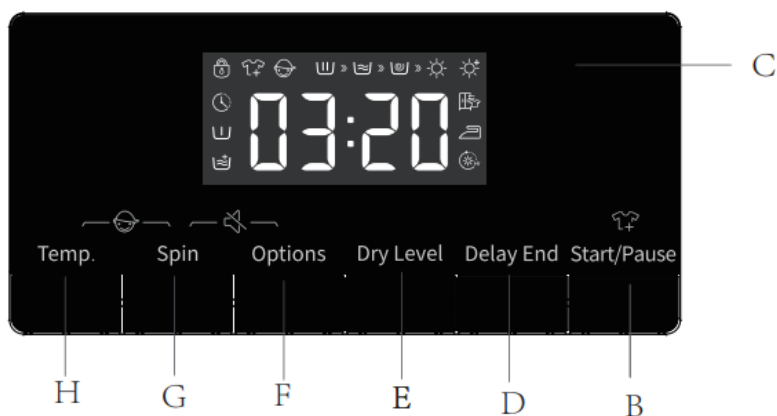 C
03:20
Temp. Spin Options Dry Level Delay End Start/Pause
H G F E D B